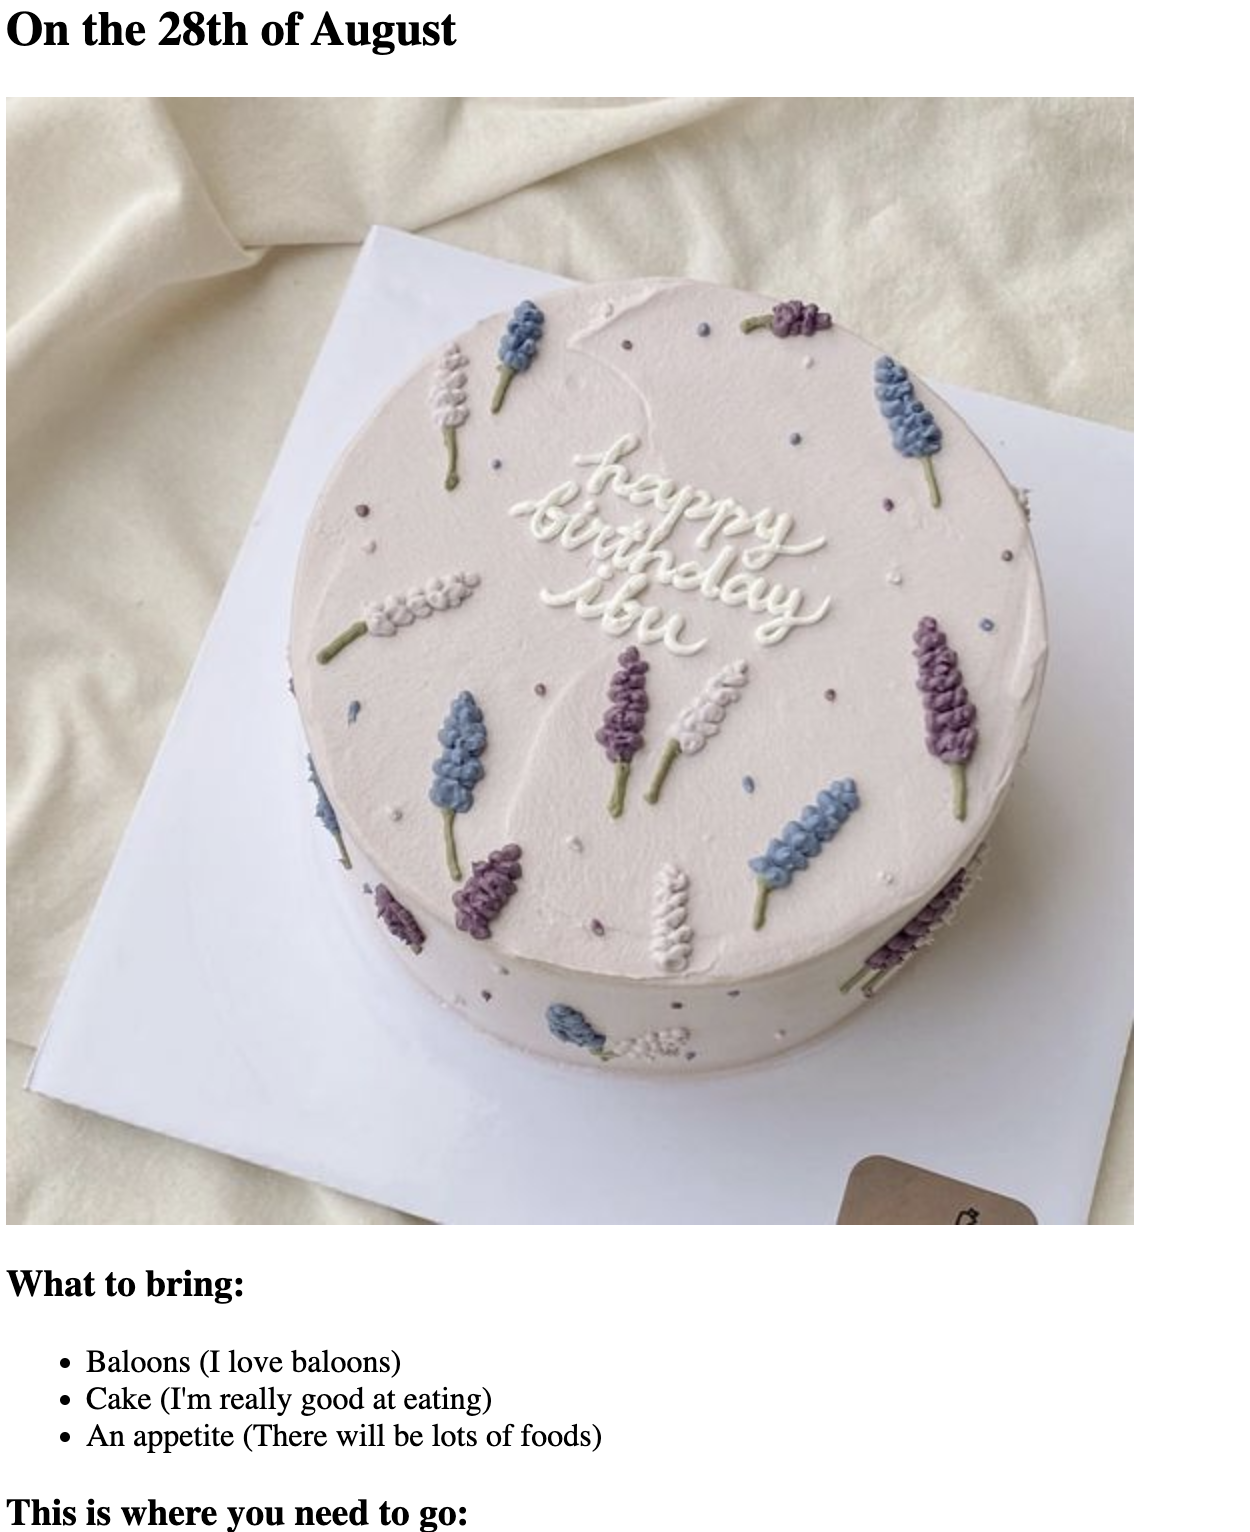 On the 28th of August
happy
birthday
ibu
What to bring:
Baloons (I love baloons)
Cake (I'm really good at eating)
An appetite (There will be lots of foods)
This is where you need to go: